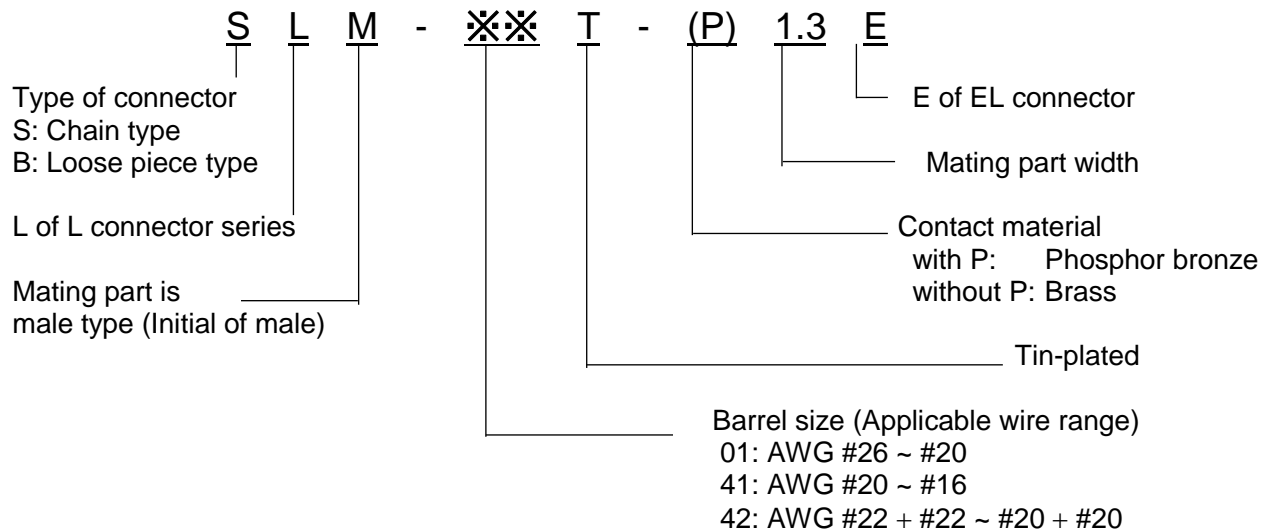 S L M - ※※ T - (P) 1.3 E
Type of connector
S: Chain type
B: Loose piece type
L of L connector series
Mating part is
male type (Initial of male)
E of EL connector
Mating part width
Contact material
with P: Phosphor bronze
without P: Brass
Tin-plated
Barrel size (Applicable wire range)
01: AWG #26 ~ #20
41: AWG #20 ~ #16
42: AWG #22 + #22 ~ #20 + #20